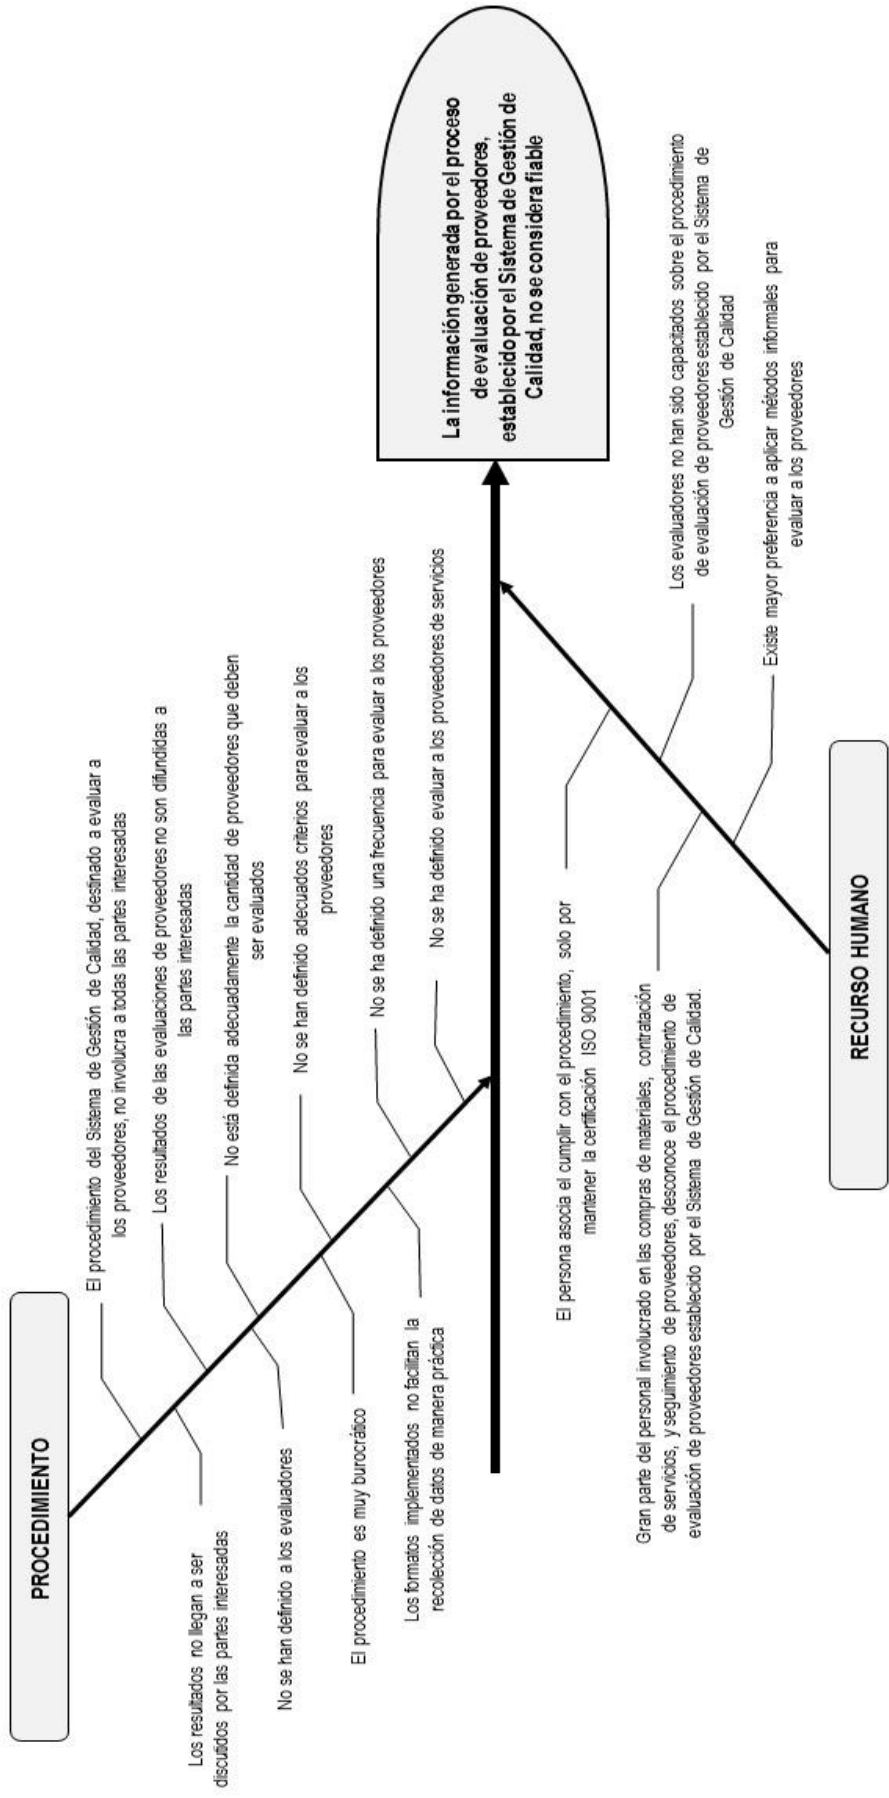 PROCEDIMIENTO
El procedimiento del Sistema de Gestión de Calidad, destinado a evaluar a
los proveedores, no involucra a todas las partes interesadas
Los resultados de las evaluaciones de proveedores no son difundidas a
las partes interesadas
No está definida adecuadamente la cantidad de proveedores que deben
ser evaluados
No se han definido adecuados criterios para evaluar a los
proveedores
No se ha definido una frecuencia para evaluar a los proveedores
No se ha definido evaluar a los proveedores de servicios
Los resultados no llegan a ser
discutidos por las partes interesadas
No se han definido a los evaluadores
El procedimiento es muy burocrático
Los formatos implementados no facilitan la
recolección de datos de manera práctica
La información generada por el proceso
de evaluación de proveedores,
establecido por el Sistema de Gestión de
Calidad, no se considera fiable
El persona asocia el cumplir con el procedimiento, solo por
mantener la certificación ISO 9001
Gran parte del personal involucrado en las compras de materiales, contratación
de servicios, y seguimiento de proveedores, desconoce el procedimiento de
evaluación de proveedores establecido por el Sistema de Gestión de Calidad.
Los evaluadores no han sido capacitados sobre el procedimiento
de evaluación de proveedores establecido por el Sistema de
Gestión de Calidad
Existe mayor preferencia a aplicar métodos informales para
evaluar a los proveedores
RECURSO HUMANO